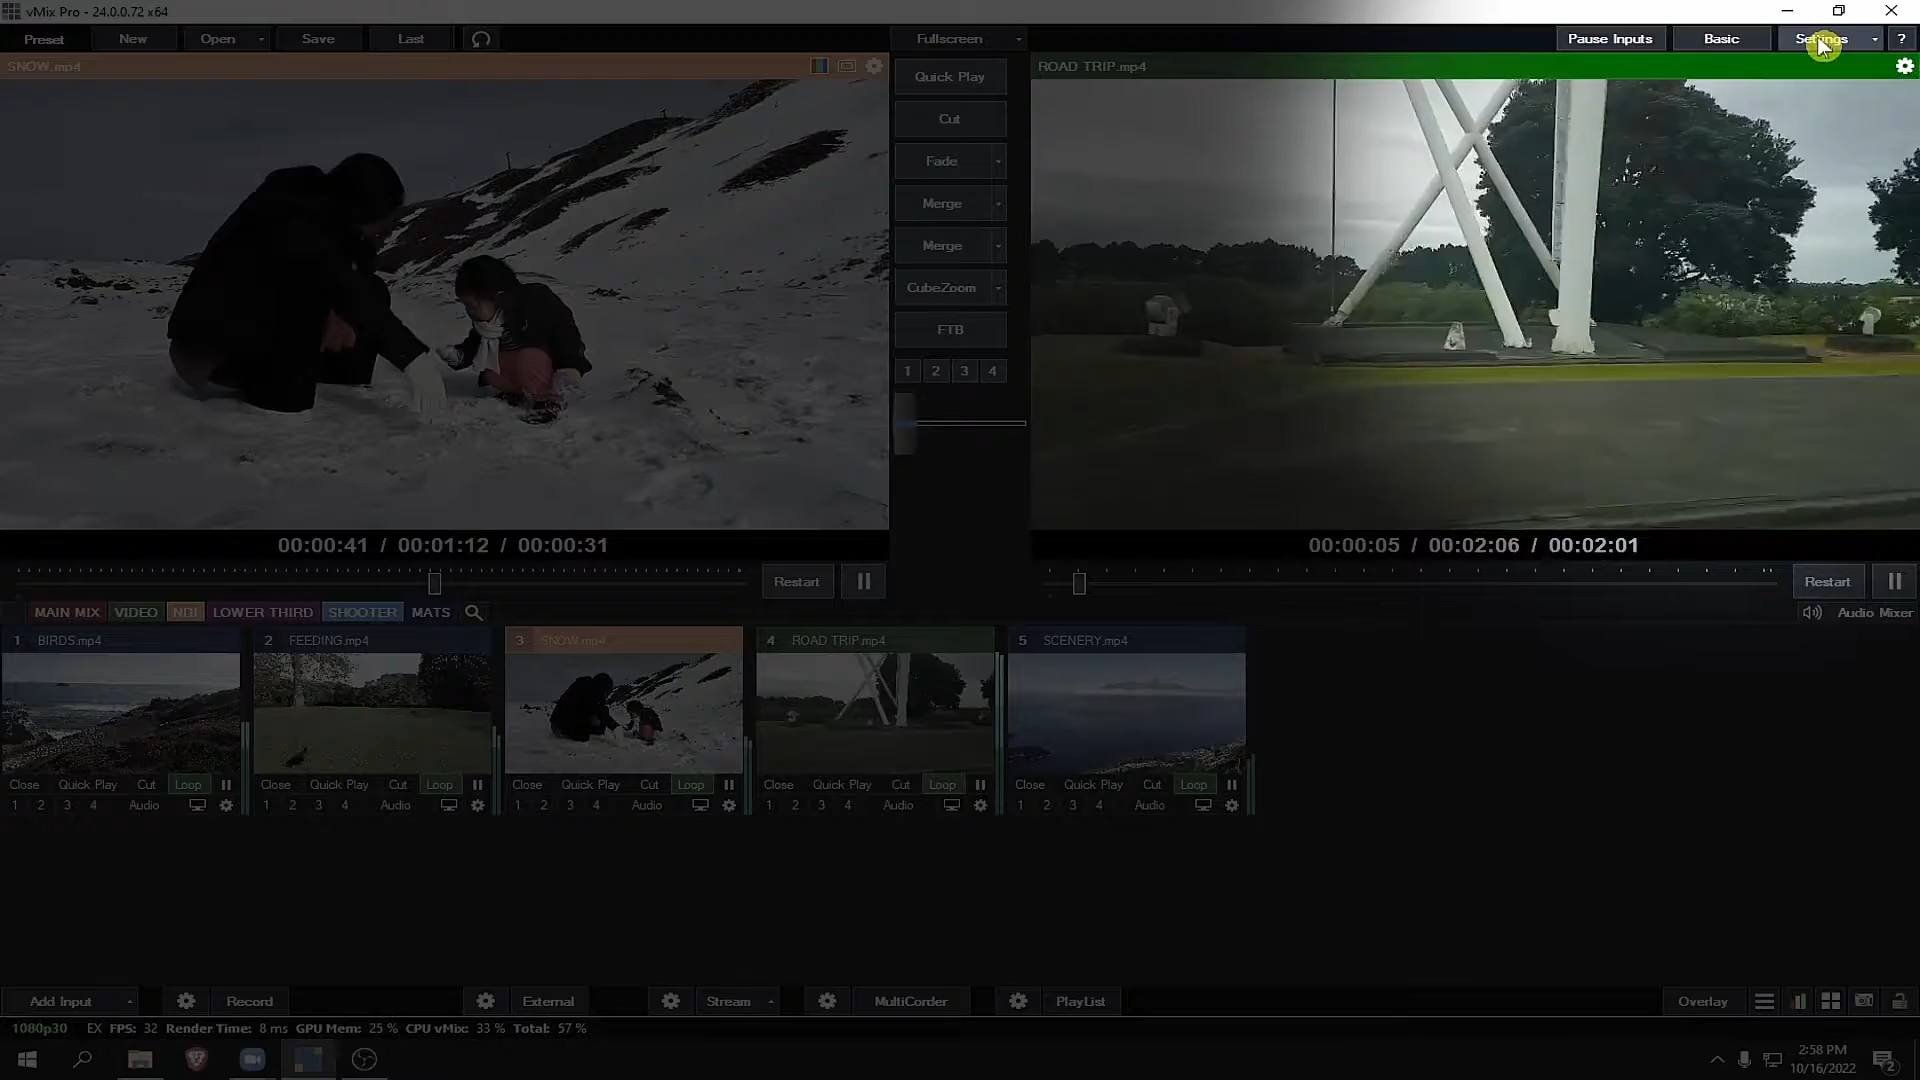 vMix Pro - 24.0.0.72 x64
Preset New Open Save Last Fullscreen Pause Inputs Basic Settings ?
SNOW.mp4
ROAD TRIP.mp4
Quick Play
Cut
Fade
Merge
Merge
CubeZoom
FTB
1 2 3 4
00:00:41 / 00:01:12 / 00:00:31
00:00:05 / 00:02:06 / 00:02:01
Restart
Restart
MAIN MIX VIDEO NDI LOWER THIRD SHOOTER MATS
Audio Mixer
1 BIRDS.mp4 2 FEEDING.mp4 3 SNOW.mp4 4 ROAD TRIP.mp4 5 SCENERY.mp4
Close Quick Play Cut Loop Close Quick Play Cut Loop Close Quick Play Cut Loop Close Quick Play Cut Loop Close Quick Play Cut Loop
1 2 3 4 Audio 1 2 3 4 Audio 1 2 3 4 Audio 1 2 3 4 Audio 1 2 3 4 Audio
Add Input Record External Stream MultiCorder PlayList Overlay
1080p30 EX FPS: 32 Render Time: 8 ms GPU Mem: 25 % CPU vMix: 33 % Total: 57 %
2:58 PM
10/16/2022
2